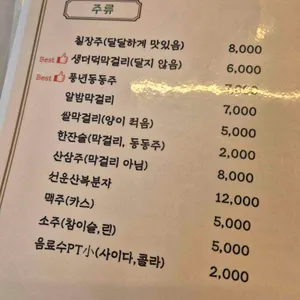 주류
칠장주(달달하게 맛있음) 8,000
Best 생더덕막걸리(달지 않음) 6,000
Best 풍년동동주
알밤막걸리 7,000
쌀막걸리(양이 적음) 5,000
한잔술(막걸리, 동동주) 2,000
산삼주(막걸리 아님) 8,000
선운산복분자 12,000
맥주(카스) 5,000
소주(참이슬,린) 5,000
음료수PT小(사이다,콜라) 2,000